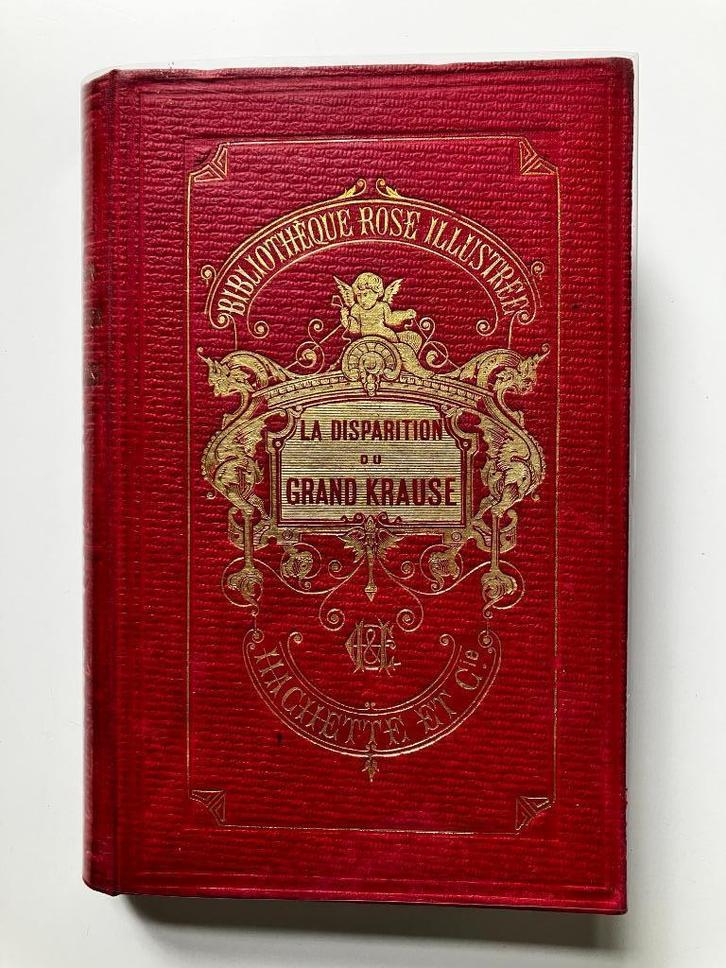 BIBLIOTHÈQUE ROSE ILLUSTRÉE
LA DISPARITION
DU
GRAND KRAUSE
H&C
HACHETTE ET Cie.